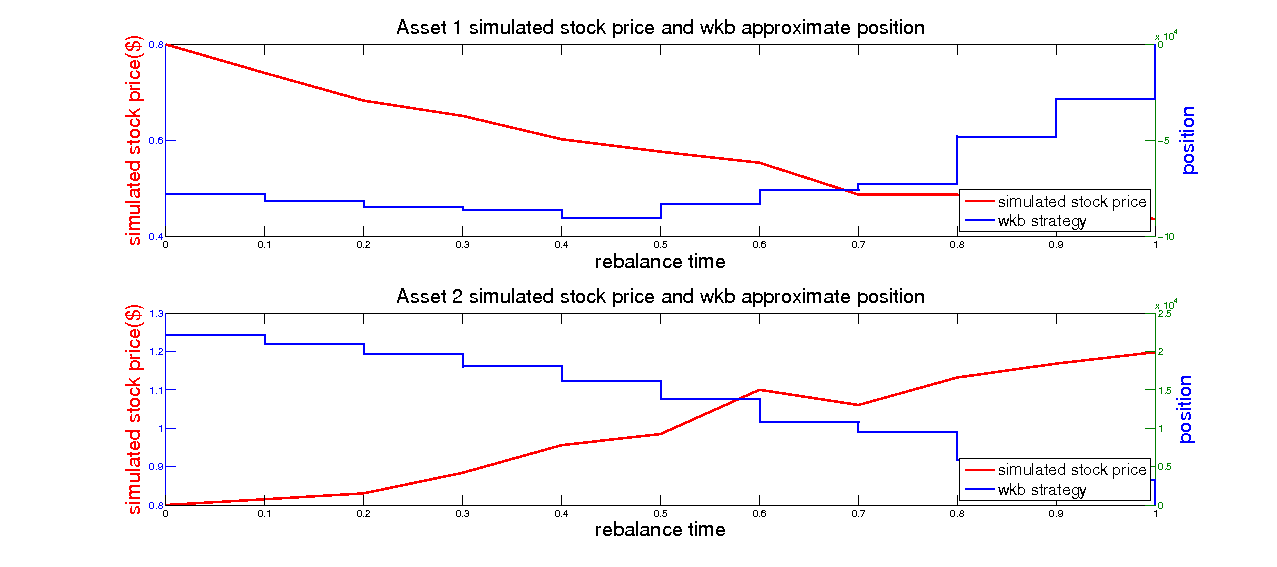 Asset 1 simulated stock price and wkb approximate position
x 10^4
simulated stock price($)
0.8
0.6
0.4
0
-5
-10
position
simulated stock price
wkb strategy
0 0.1 0.2 0.3 0.4 0.5 0.6 0.7 0.8 0.9 1
rebalance time
Asset 2 simulated stock price and wkb approximate position
x 10^4
simulated stock price($)
1.3
1.2
1.1
1
0.9
0.8
2.5
2
1.5
1
0.5
0
position
simulated stock price
wkb strategy
0 0.1 0.2 0.3 0.4 0.5 0.6 0.7 0.8 0.9 1
rebalance time